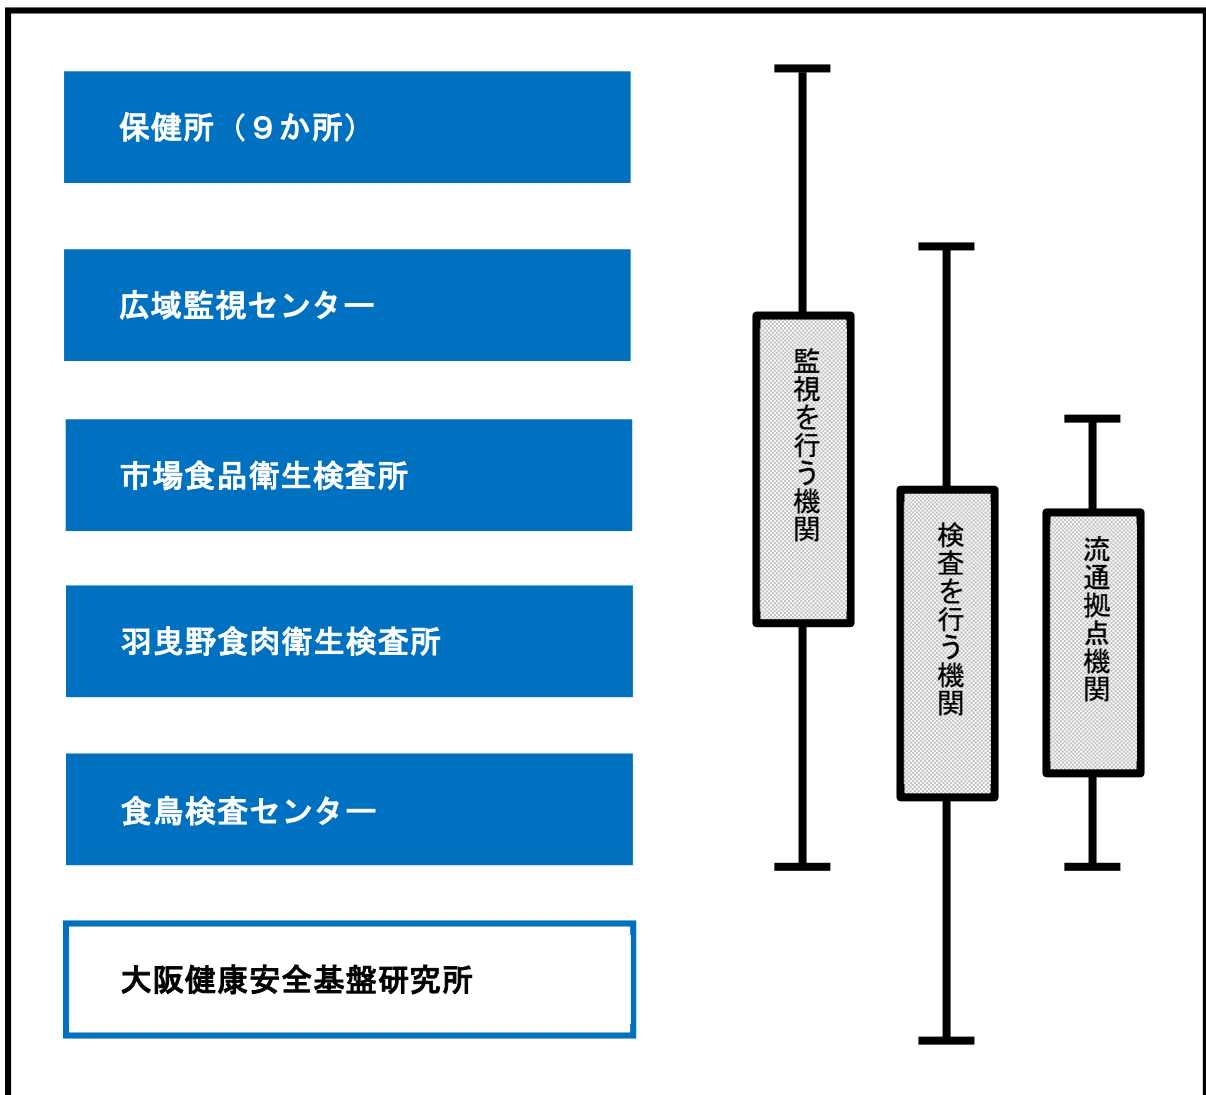 保健所（９か所）
広域監視センター
市場食品衛生検査所
羽曳野食肉衛生検査所
食鳥検査センター
大阪健康安全基盤研究所
監視を行う機関
検査を行う機関
流通拠点機関